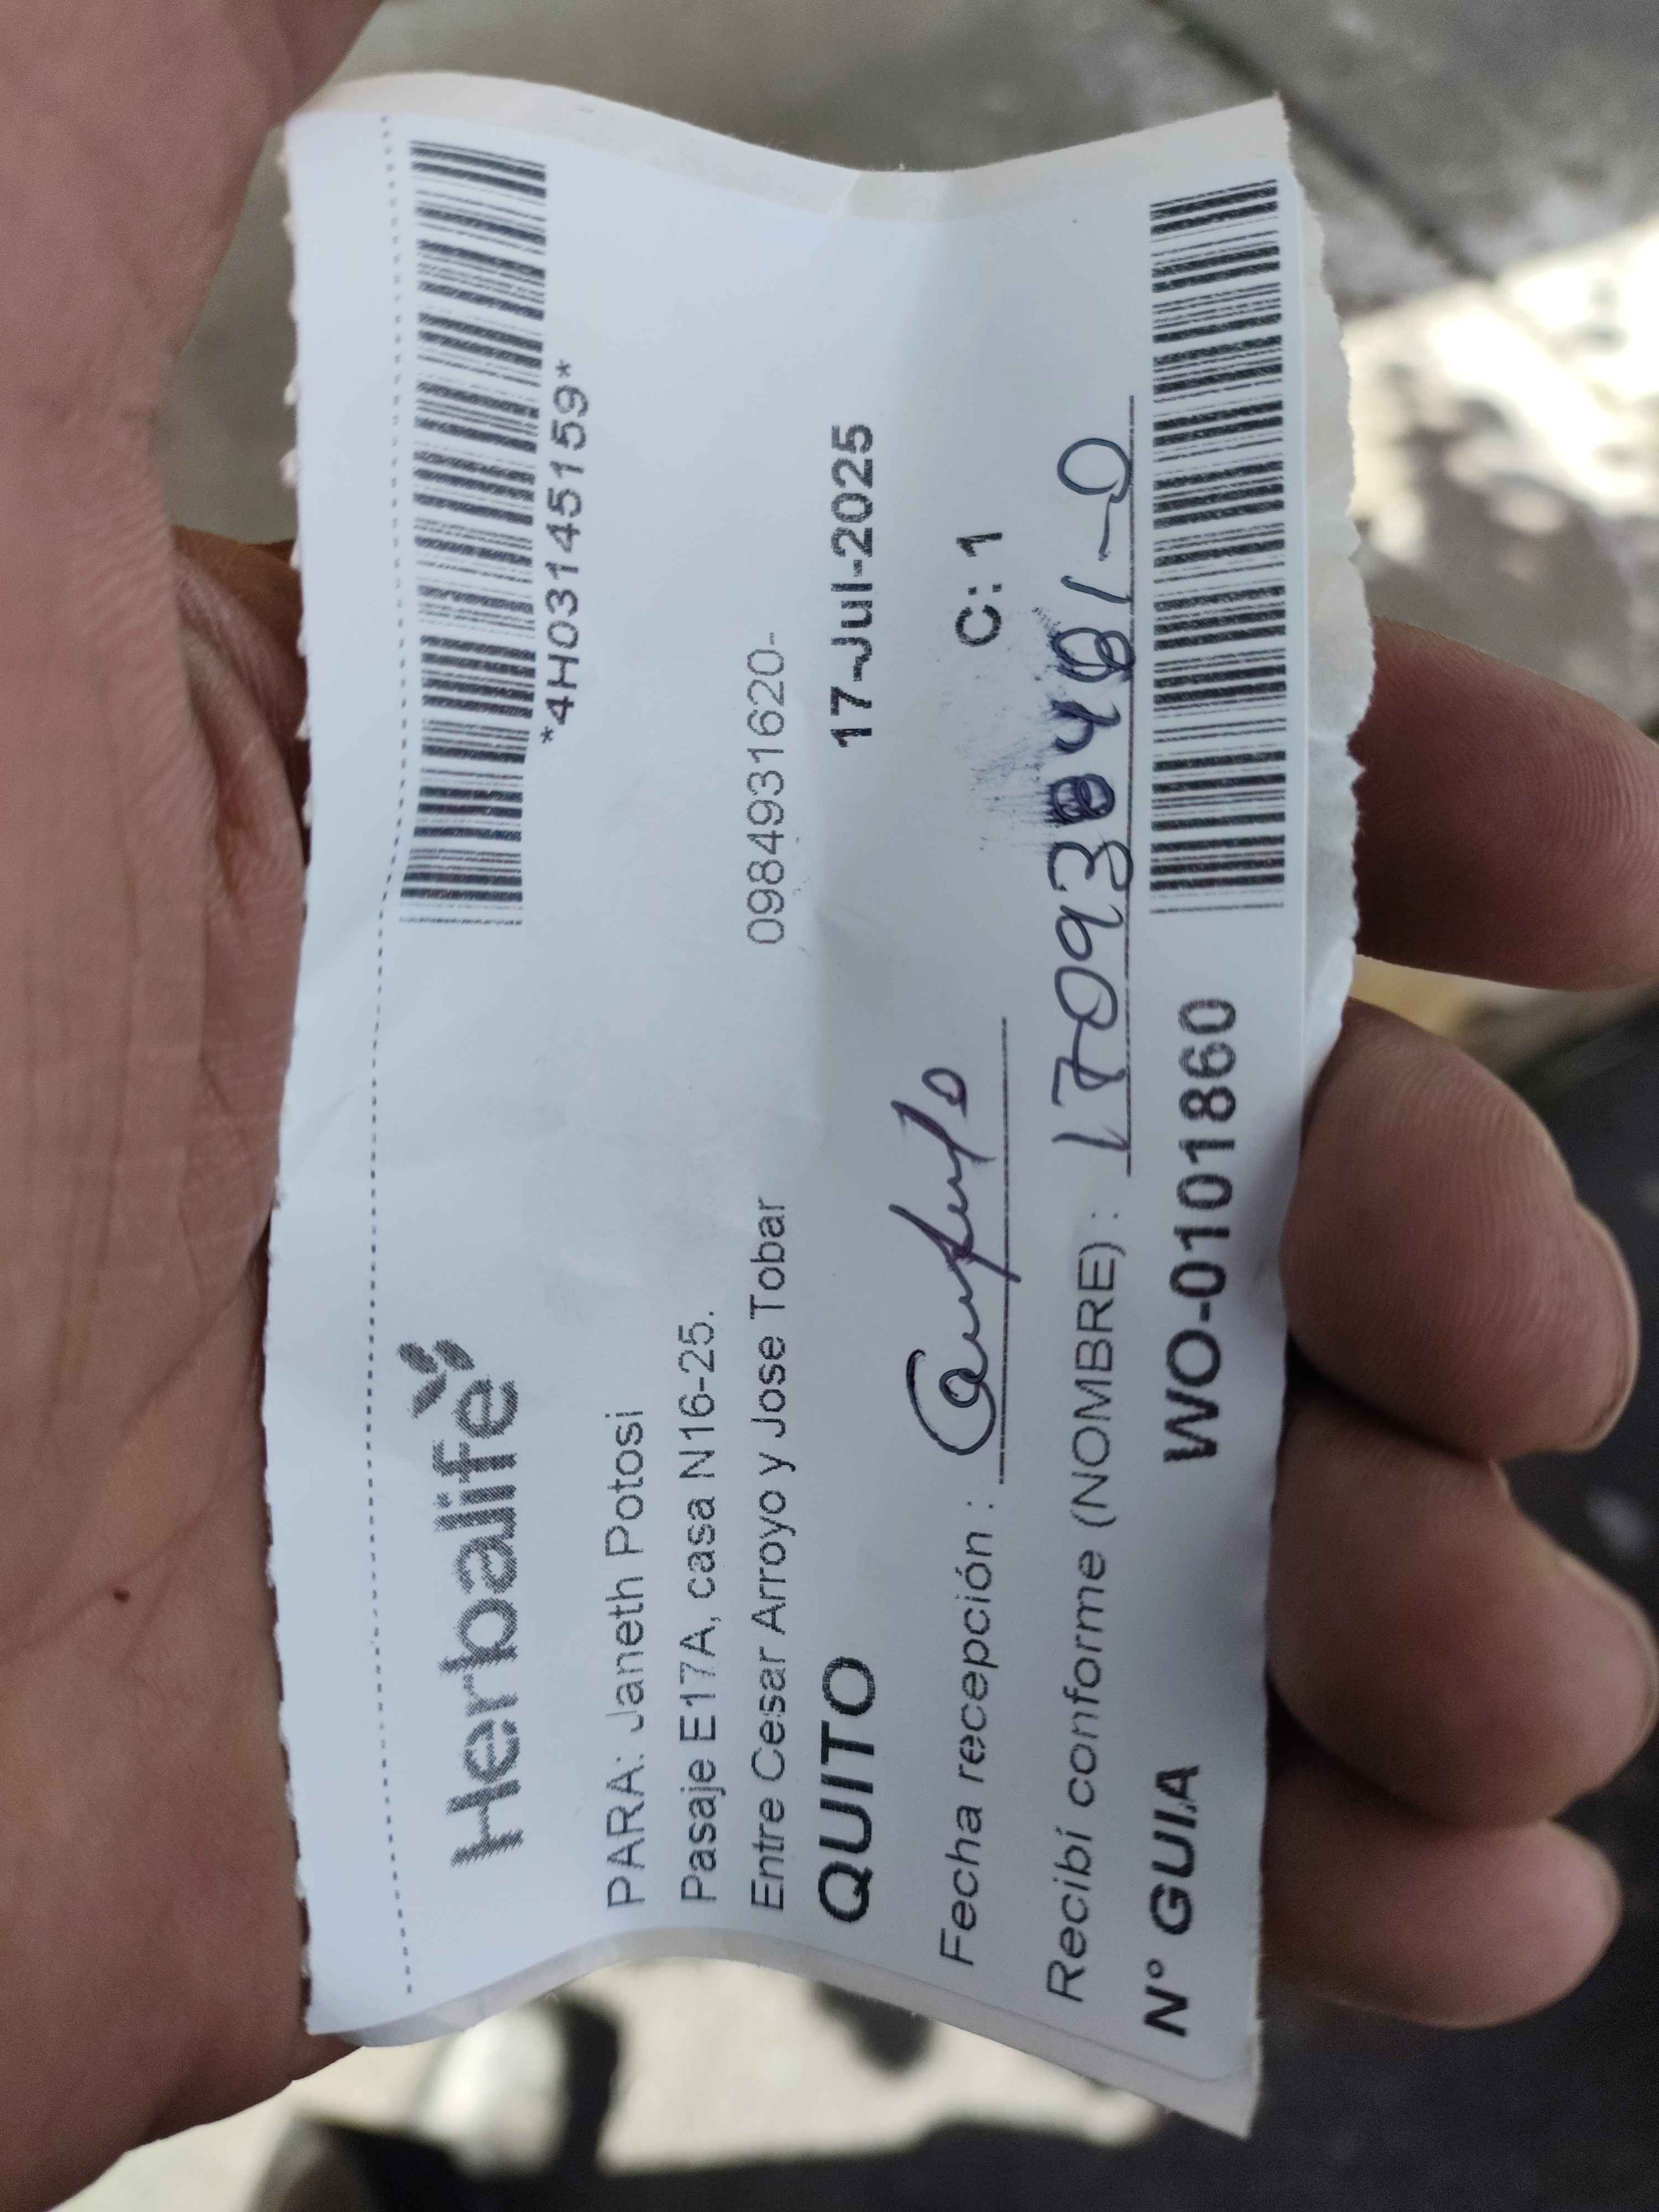 Herbalife
*4H03145159*
PARA: Janeth Potosi
Pasaje E17A, casa N16-25.
Entre Cesar Arroyo y Jose Tobar 0984931620-
QUITO 17-Jul-2025
Fecha recepción : C: 1
Recibí conforme (NOMBRE) :
N° GUIA WO-0101860